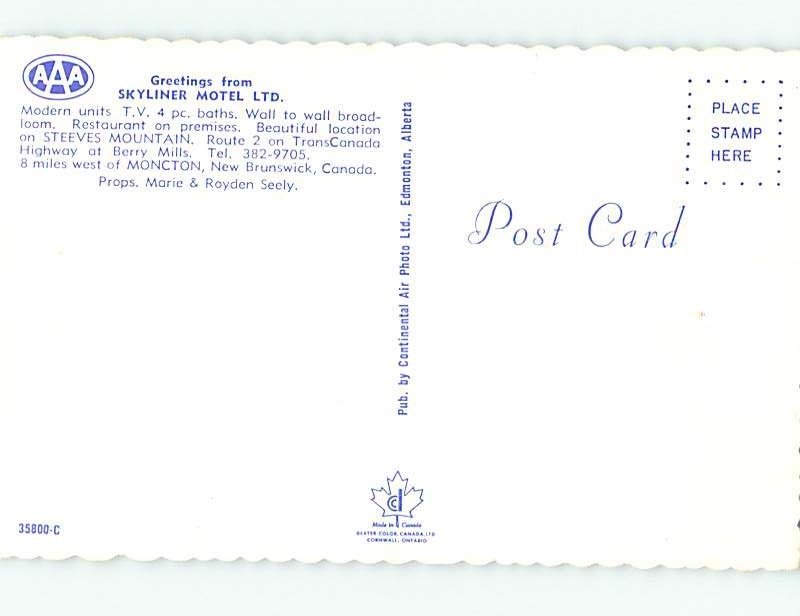 AAA
Greetings from
SKYLINER MOTEL LTD.
Modern units T.V. 4 pc. baths. Wall to wall broad-
loom. Restaurant on premises. Beautiful location
on STEEVES MOUNTAIN. Route 2 on TransCanada
Highway at Berry Mills. Tel. 382-9705.
8 miles west of MONCTON, New Brunswick, Canada.
Props. Marie & Royden Seely.
Pub. by Continental Air Photo Ltd., Edmonton, Alberta
PLACE
STAMP
HERE
Post Card
35800-C
Made in Canada
DEXTER COLOR CANADA, LTD
CORNWALL, ONTARIO